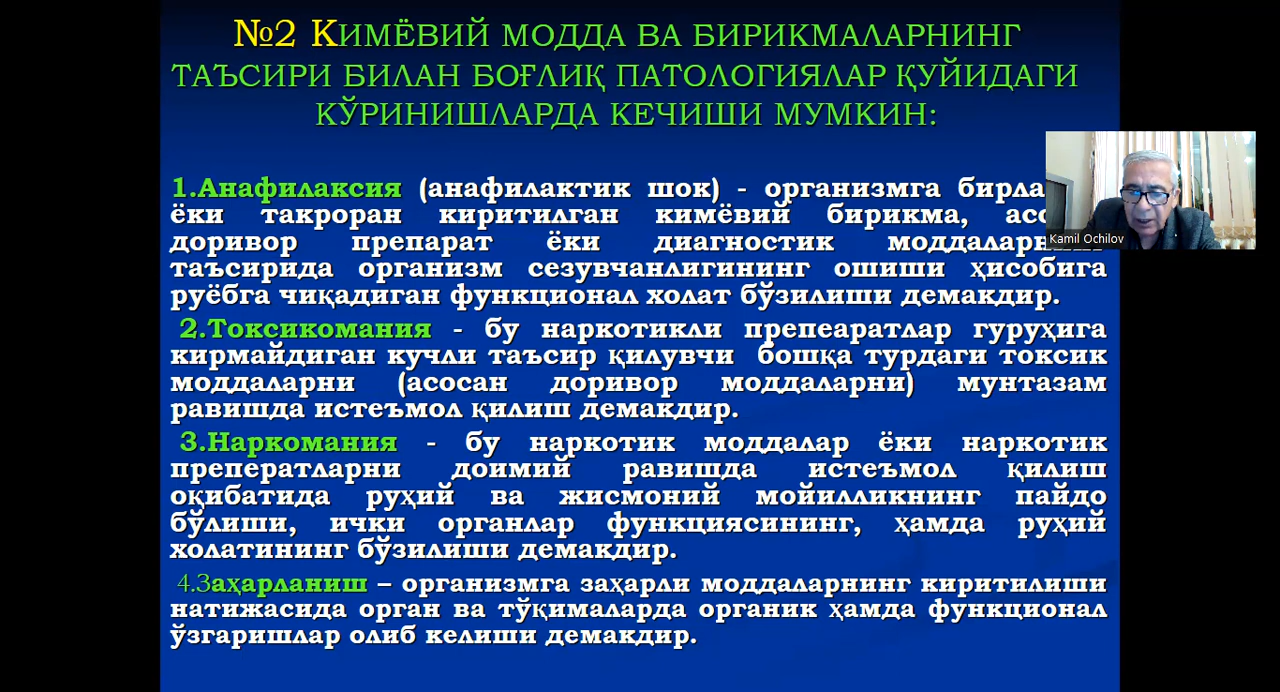 №2 КИМЁВИЙ МОДДА ВА БИРИКМАЛАРНИНГ
ТАЪСИРИ БИЛАН БОҒЛИҚ ПАТОЛОГИЯЛАР ҚУЙИДАГИ
КЎРИНИШЛАРДА КЕЧИШИ МУМКИН:
1.Анафилаксия (анафилактик шок) - организмга
ёки такроран киритилган кимёвий бирикма,
доривор препарат ёки диагностик
таъсирида организм сезувчанлигининг ошиши ҳисобига
руёбга чиқадиган функционал холат бўзилиши демакдир.
2.Токсикомания - бу наркотикли препеаратлар гуруҳига
кирмайдиган кучли таъсир қилувчи бошқа турдаги токсик
моддаларни (асосан доривор моддаларни) мунтазам
равишда истеъмол қилиш демакдир.
3.Наркомания - бу наркотик моддалар ёки наркотик
преператларни доимий равишда истеъмол қилиш
оқибатида руҳий ва жисмоний мойилликнинг пайдо
бўлиши, ички органлар функциясининг, ҳамда руҳий
холатининг бўзилиши демакдир.
4.Заҳарланиш – организмга заҳарли моддаларнинг киритилиши
натижасида орган ва тўқималарда органик ҳамда функционал
ўзгаришлар олиб келиши демакдир.
Kamil Ochilov